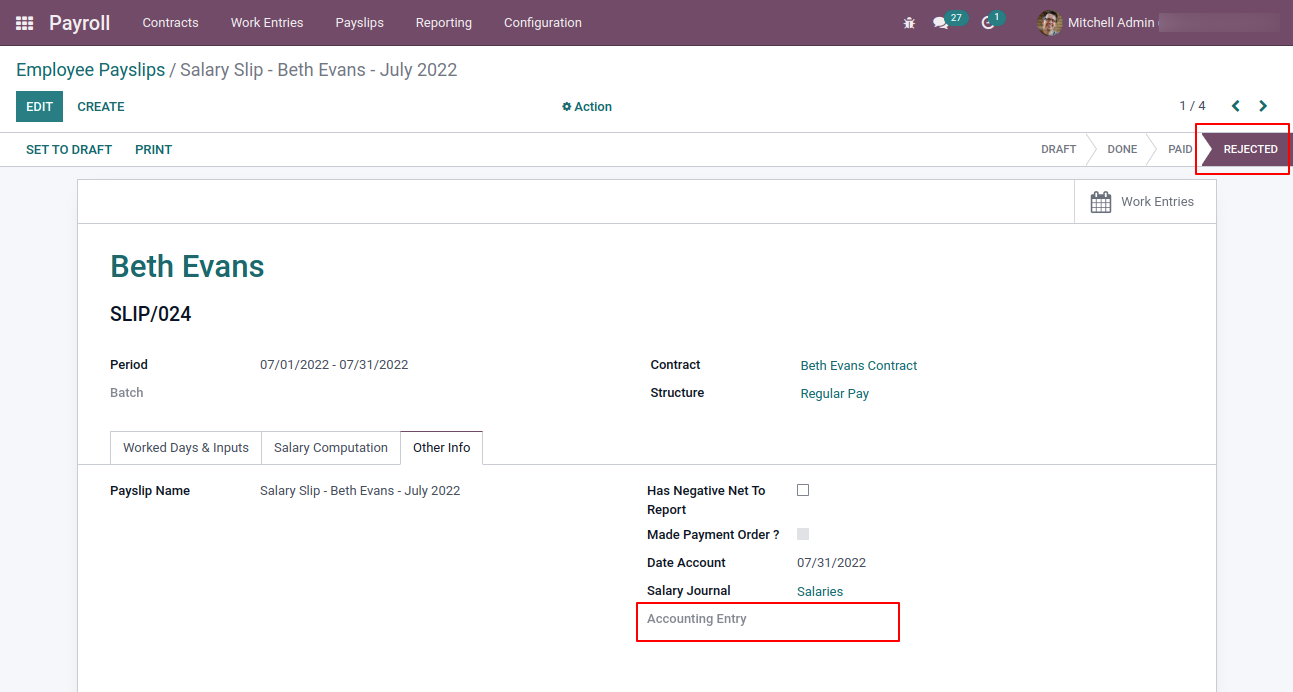 Payroll Contracts Work Entries Payslips Reporting Configuration 27 1 Mitchell Admin
Employee Payslips / Salary Slip - Beth Evans - July 2022
EDIT CREATE Action 1 / 4
SET TO DRAFT PRINT DRAFT DONE PAID REJECTED
Work Entries
Beth Evans
SLIP/024
Period 07/01/2022 - 07/31/2022 Contract Beth Evans Contract
Batch Structure Regular Pay
Worked Days & Inputs Salary Computation Other Info
Payslip Name Salary Slip - Beth Evans - July 2022 Has Negative Net To
Report
Made Payment Order ?
Date Account 07/31/2022
Salary Journal Salaries
Accounting Entry